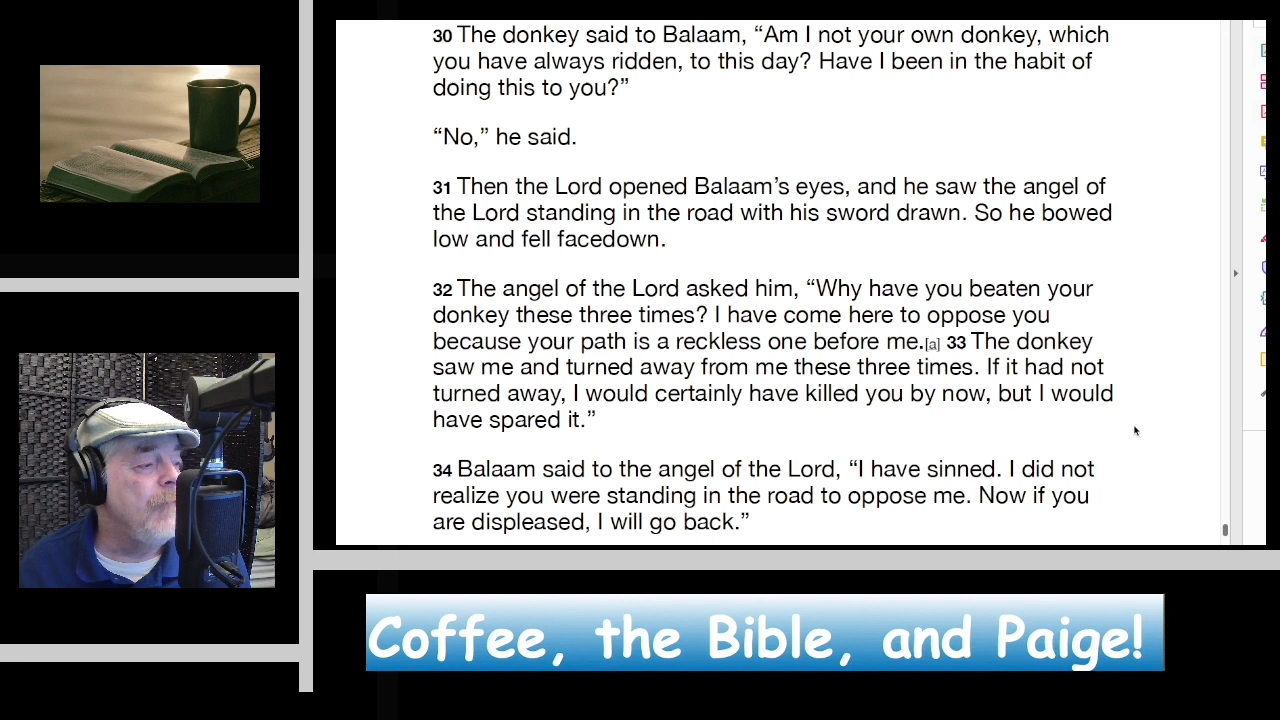 30 The donkey said to Balaam, “Am I not your own donkey, which
you have always ridden, to this day? Have I been in the habit of
doing this to you?”
“No,” he said.
31 Then the Lord opened Balaam’s eyes, and he saw the angel of
the Lord standing in the road with his sword drawn. So he bowed
low and fell facedown.
32 The angel of the Lord asked him, “Why have you beaten your
donkey these three times? I have come here to oppose you
because your path is a reckless one before me.[a] 33 The donkey
saw me and turned away from me these three times. If it had not
turned away, I would certainly have killed you by now, but I would
have spared it.”
34 Balaam said to the angel of the Lord, “I have sinned. I did not
realize you were standing in the road to oppose me. Now if you
are displeased, I will go back.”
Coffee, the Bible, and Paige!